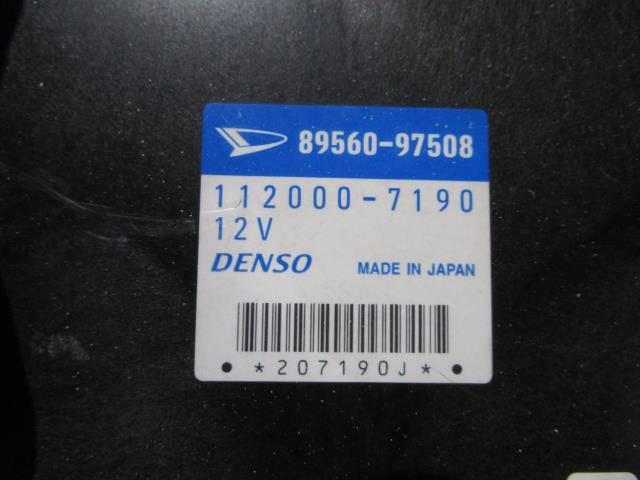 89560-97508
112000-7190
12V
DENSO MADE IN JAPAN
*207190J*